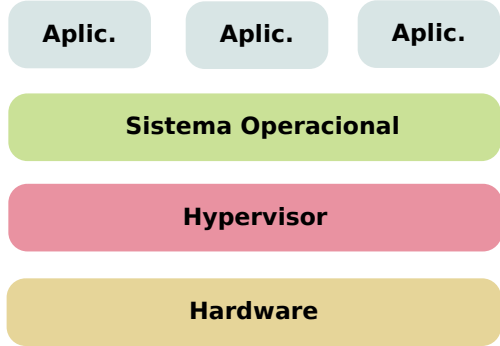 Aplic. Aplic. Aplic.
Sistema Operacional
Hypervisor
Hardware